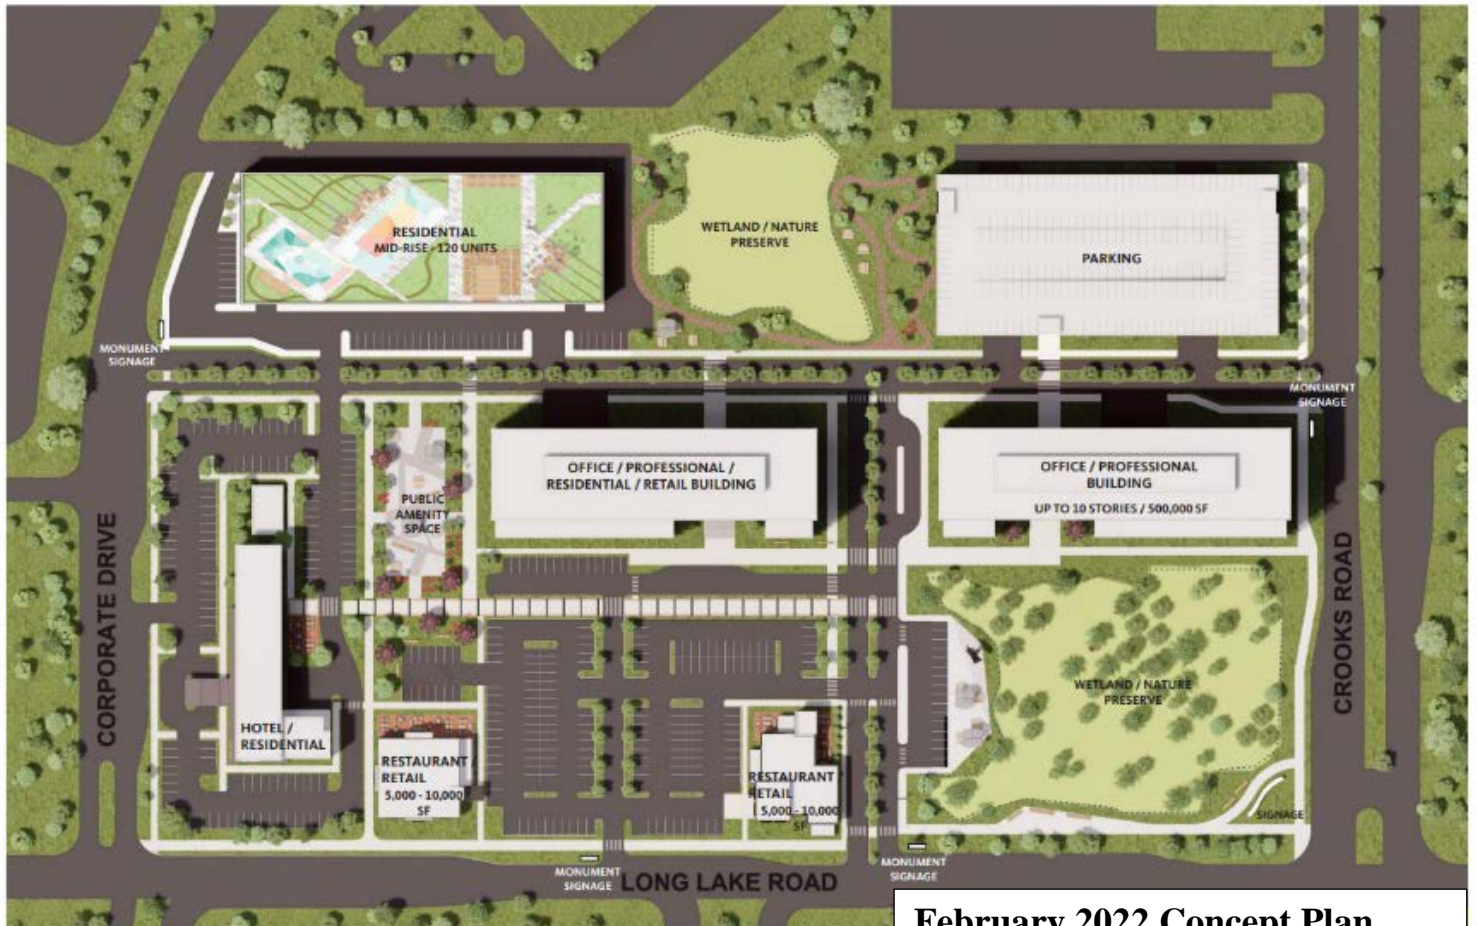 RESIDENTIAL
MID-RISE - 120 UNITS
WETLAND / NATURE
PRESERVE
PARKING
MONUMENT
SIGNAGE
MONUMENT
SIGNAGE
OFFICE / PROFESSIONAL /
RESIDENTIAL / RETAIL BUILDING
OFFICE / PROFESSIONAL
BUILDING
UP TO 10 STORIES / 500,000 SF
PUBLIC
AMENITY
SPACE
CORPORATE DRIVE
CROOKS ROAD
WETLAND / NATURE
PRESERVE
HOTEL /
RESIDENTIAL
RESTAURANT /
RETAIL
5,000 - 10,000
SF
RESTAURANT /
RETAIL
5,000 - 10,000
SF
SIGNAGE
MONUMENT
SIGNAGE
LONG LAKE ROAD
MONUMENT
SIGNAGE
February 2022 Concept Plan